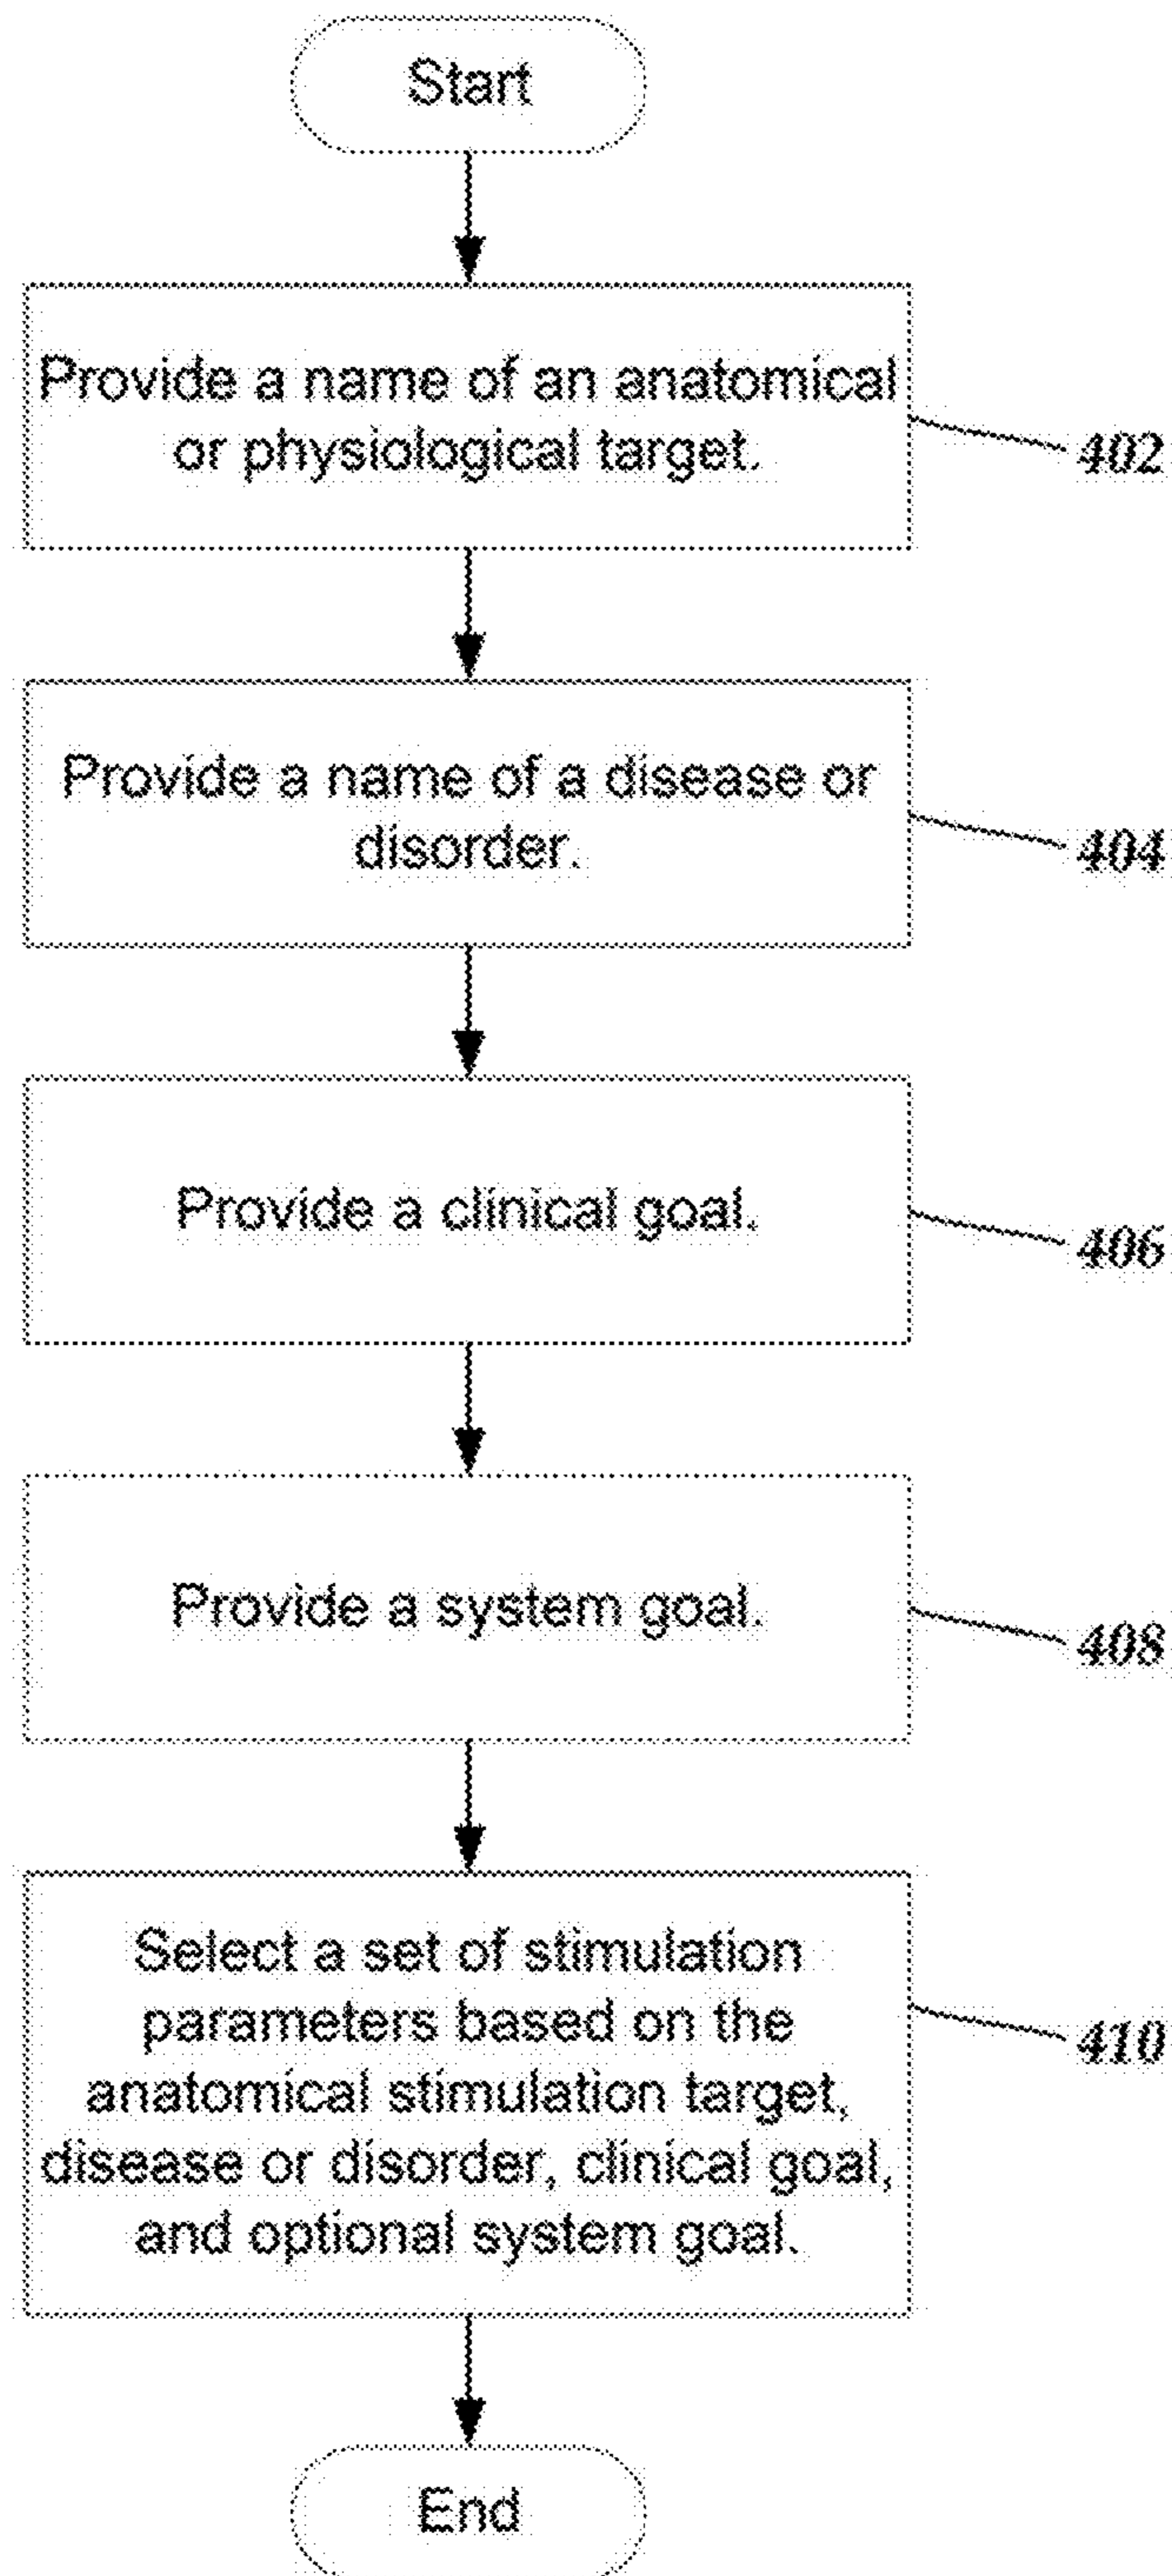 Start
Provide a name of an anatomical
or physiological target.
402
Provide a name of a disease or
disorder.
404
Provide a clinical goal.
406
Provide a system goal.
408
Select a set of stimulation
parameters based on the
anatomical stimulation target,
disease or disorder, clinical goal,
and optional system goal.
410
End